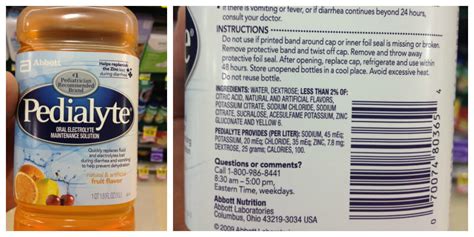 Abbott
#1
Pediatrician
Recommended
Brand
Helps replenish
the Zinc lost
during diarrhea
Pedialyte®
ORAL ELECTROLYTE
MAINTENANCE SOLUTION
Quickly replenishes fluids
and electrolytes lost
during diarrhea and vomiting
to help prevent dehydration
natural & artificial
fruit flavor
if there is vomiting or fever, or if diarrhea continues beyond 24 hours,
consult your doctor.
INSTRUCTIONS
Do not use if printed band around cap or inner foil seal is missing or broken.
Remove protective band and twist off cap. Remove and throw away
protective foil seal. After opening, replace cap, refrigerate and use within
48 hours. Store unopened bottles in a cool place. Avoid excessive heat.
Do not reuse bottle.
INGREDIENTS: WATER, DEXTROSE, LESS THAN 2% OF:
CITRIC ACID, NATURAL AND ARTIFICIAL FLAVORS,
POTASSIUM CITRATE, SODIUM CHLORIDE, SODIUM
CITRATE, SUCRALOSE, ACESULFAME POTASSIUM, ZINC
GLUCONATE AND YELLOW 6.
PEDIALYTE PROVIDES (PER LITER): SODIUM, 45 mEq;
POTASSIUM, 20 mEq; CHLORIDE, 35 mEq; ZINC, 7.8 mg;
DEXTROSE, 25 grams; CALORIES, 100.
Questions or comments?
Call 1-800-986-8441
8:30 am – 5:00 pm,
Eastern Time, weekdays.
Abbott Nutrition
Abbott Laboratories
Columbus, Ohio 43219-3034 USA
© 2009 Abbott Laboratories
0 70074 80365 4